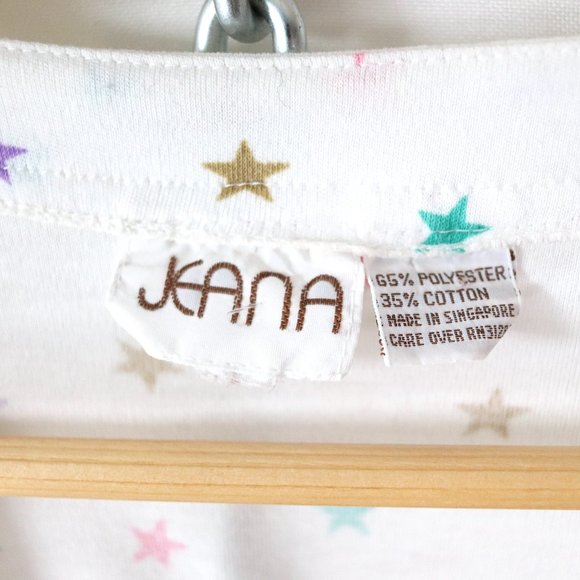 JEANA
65% POLYESTER
35% COTTON
MADE IN SINGAPORE
CARE OVER